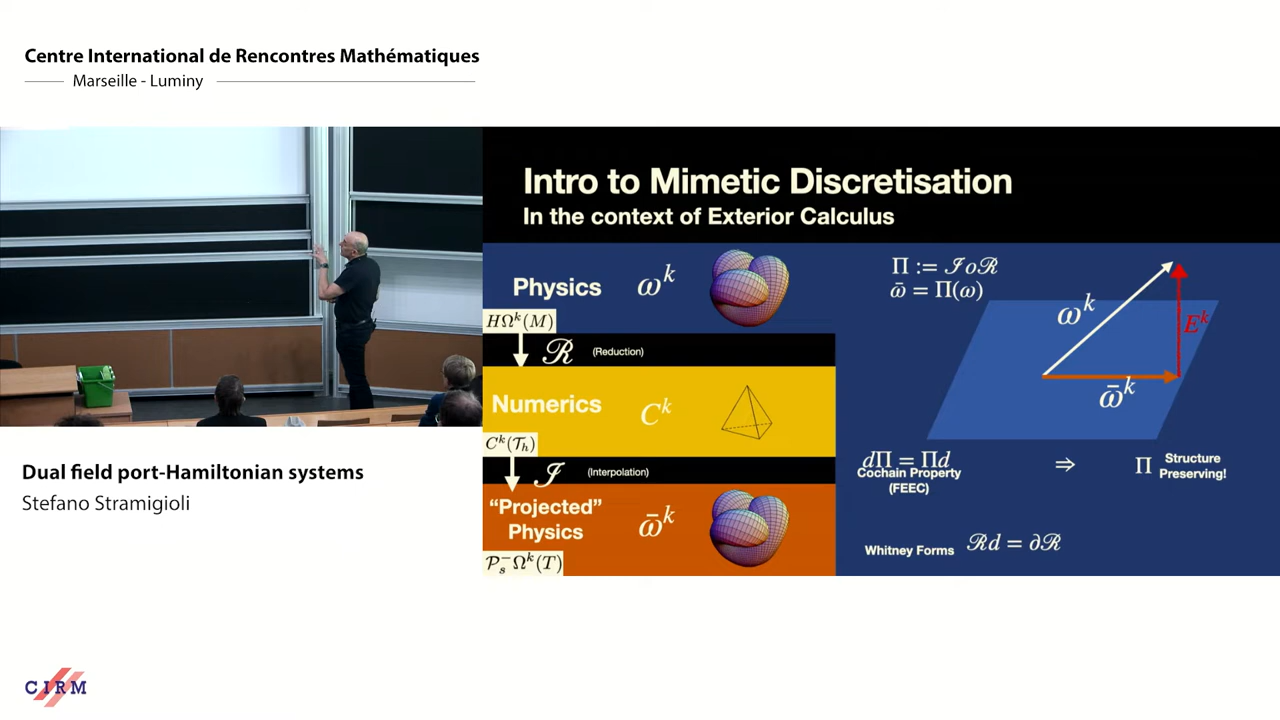 Centre International de Rencontres Mathématiques
Marseille - Luminy
Intro to Mimetic Discretisation
In the context of Exterior Calculus
Physics ω^k
HΩ^k(M)
ℛ (Reduction)
Numerics C^k
C^k(𝒯_h)
ℐ (Interpolation)
“Projected”
Physics ω̄^k
𝒫_s^- Ω^k(T)
Π := ℐoℛ
ω̄ = Π(ω)
ω^k
E^k
ω̄^k
dΠ = Πd ⇒ Π Structure
Preserving!
Cochain Property
(FEEC)
Whitney Forms ℛd = ∂ℛ
Dual field port-Hamiltonian systems
Stefano Stramigioli
CIRM